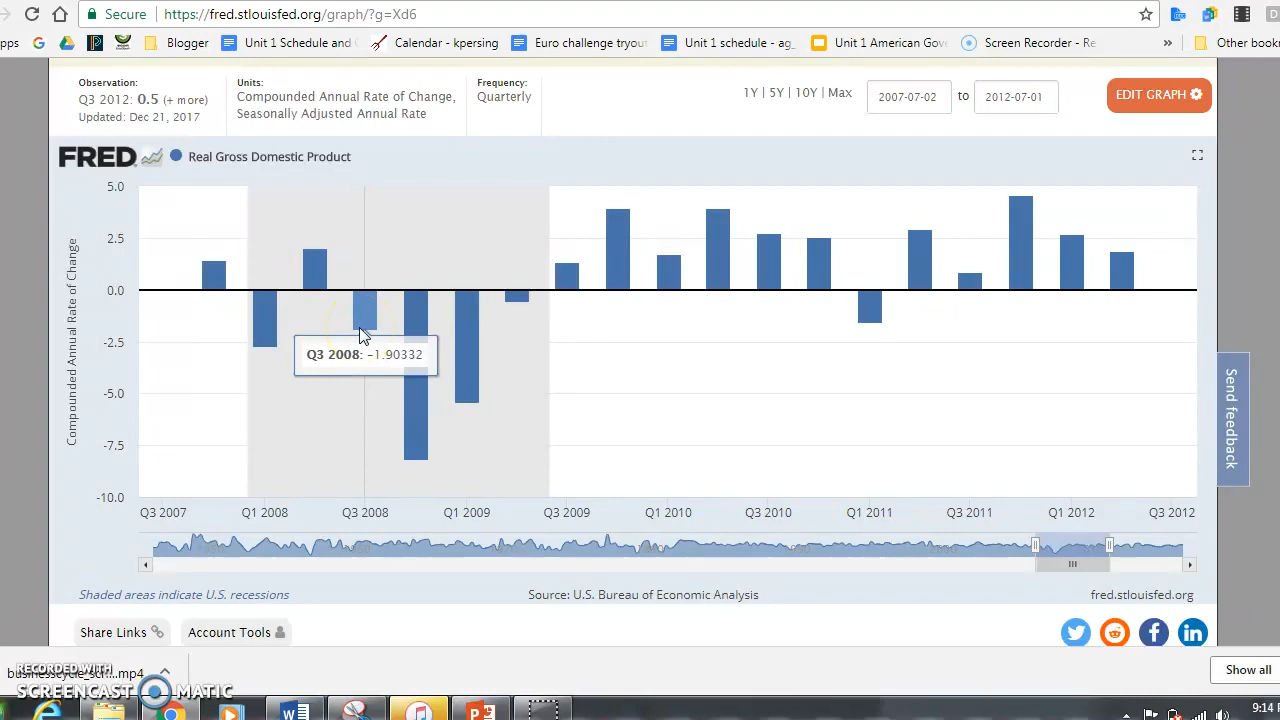 Secure https://fred.stlouisfed.org/graph/?g=Xd6
pps Blogger Unit 1 Schedule and Calendar - kpersing Euro challenge tryou Unit 1 schedule - ag_ Unit 1 American Gov Screen Recorder - Re » Other book
Observation:
Q3 2012: 0.5 (+ more)
Updated: Dec 21, 2017
Units:
Compounded Annual Rate of Change,
Seasonally Adjusted Annual Rate
Frequency:
Quarterly
1Y | 5Y | 10Y | Max 2007-07-02 to 2012-07-01
EDIT GRAPH
FRED Real Gross Domestic Product
Compounded Annual Rate of Change
5.0
2.5
0.0
-2.5
-5.0
-7.5
-10.0
Q3 2008: -1.90332
Q3 2007 Q1 2008 Q3 2008 Q1 2009 Q3 2009 Q1 2010 Q3 2010 Q1 2011 Q3 2011 Q1 2012 Q3 2012
Send feedback
Shaded areas indicate U.S. recessions Source: U.S. Bureau of Economic Analysis fred.stlouisfed.org
Share Links Account Tools
RECORDED WITH
SCREENCAST MATIC
Show all
9:14